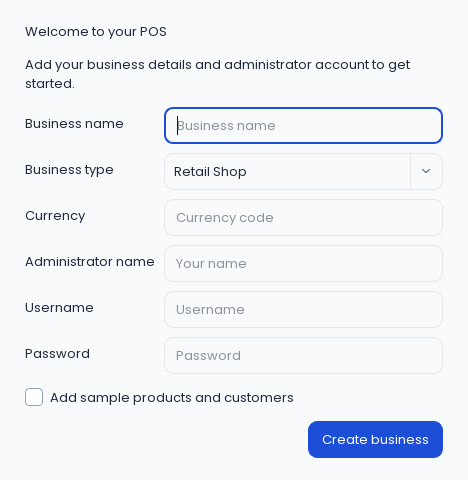 Welcome to your POS
Add your business details and administrator account to get
started.
Business name
Business name
Business type
Retail Shop
Currency
Currency code
Administrator name
Your name
Username
Username
Password
Password
Add sample products and customers
Create business